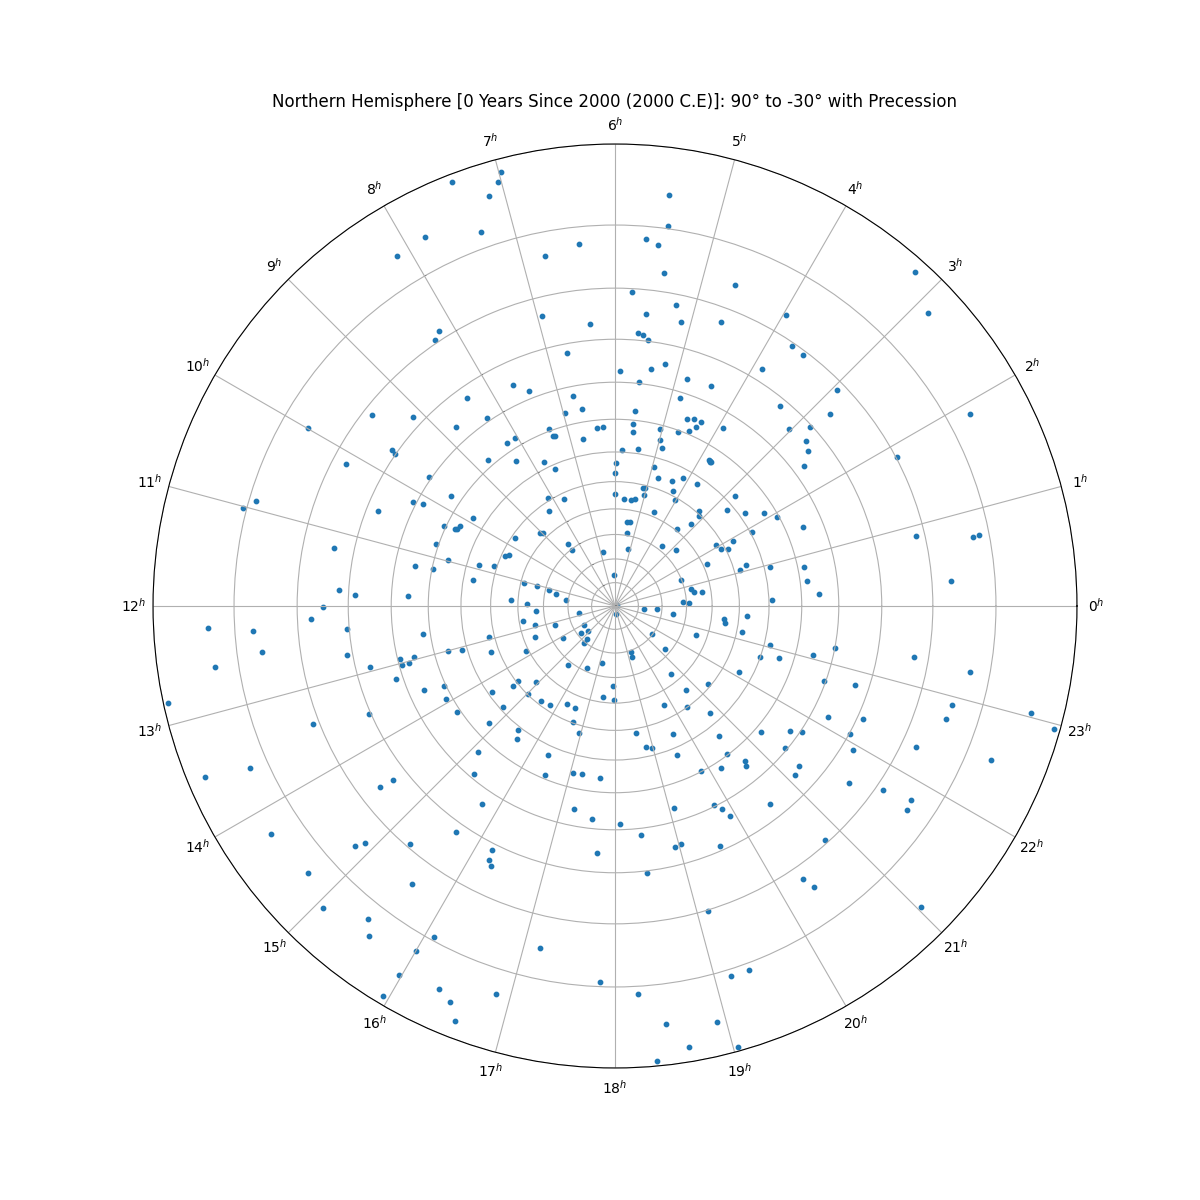 Northern Hemisphere [0 Years Since 2000 (2000 C.E)]: 90° to -30° with Precession
6ʰ
7ʰ
5ʰ
8ʰ
4ʰ
9ʰ
3ʰ
10ʰ
2ʰ
11ʰ
1ʰ
12ʰ
0ʰ
13ʰ
23ʰ
14ʰ
22ʰ
15ʰ
21ʰ
16ʰ
20ʰ
17ʰ
19ʰ
18ʰ